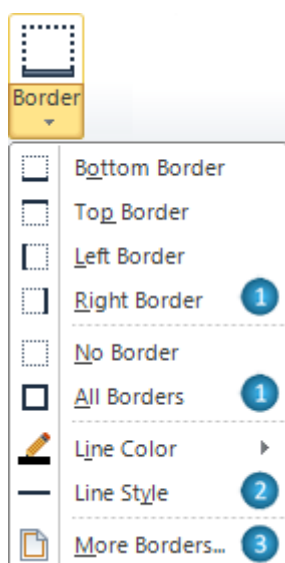 Border
Bottom Border
Top Border
Left Border
Right Border 1
No Border
All Borders 1
Line Color
Line Style 2
More Borders... 3